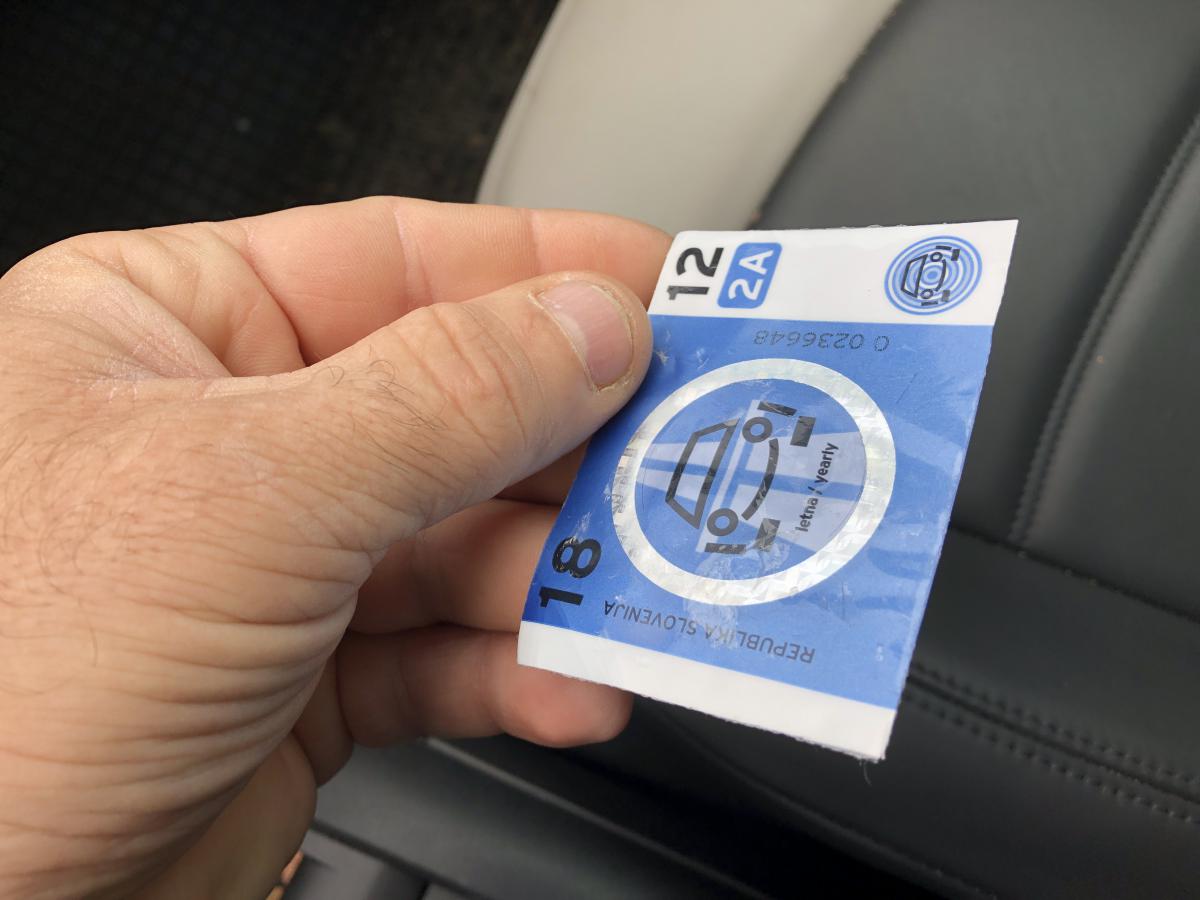 12
2A
0 0236648
letna / yearly
18
REPUBLIKA SLOVENIJA